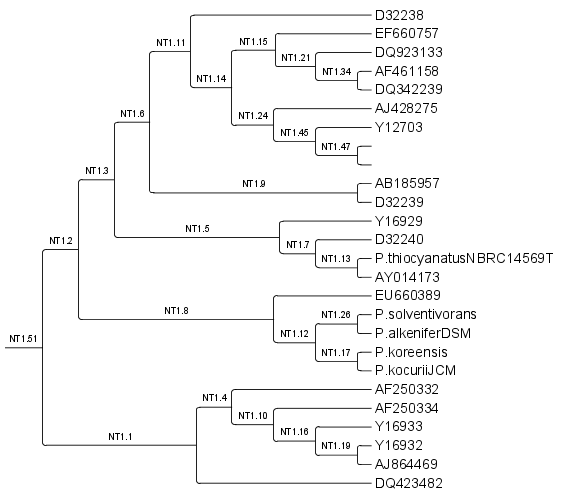 D32238
NT1.11
EF660757
NT1.15
DQ923133
NT1.21
AF461158
NT1.34
NT1.14
DQ342239
AJ428275
NT1.6
NT1.24
Y12703
NT1.45
NT1.47
NT1.3
AB185957
NT1.9
D32239
Y16929
NT1.5
D32240
NT1.2
NT1.7
P.thiocyanatusNBRC14569T
NT1.13
AY014173
EU660389
NT1.8
P.solventivorans
NT1.26
P.alkeniferDSM
NT1.12
NT1.51
P.koreensis
NT1.17
P.kocuriiJCM
AF250332
NT1.4
AF250334
NT1.10
Y16933
NT1.16
NT1.1
Y16932
NT1.19
AJ864469
DQ423482